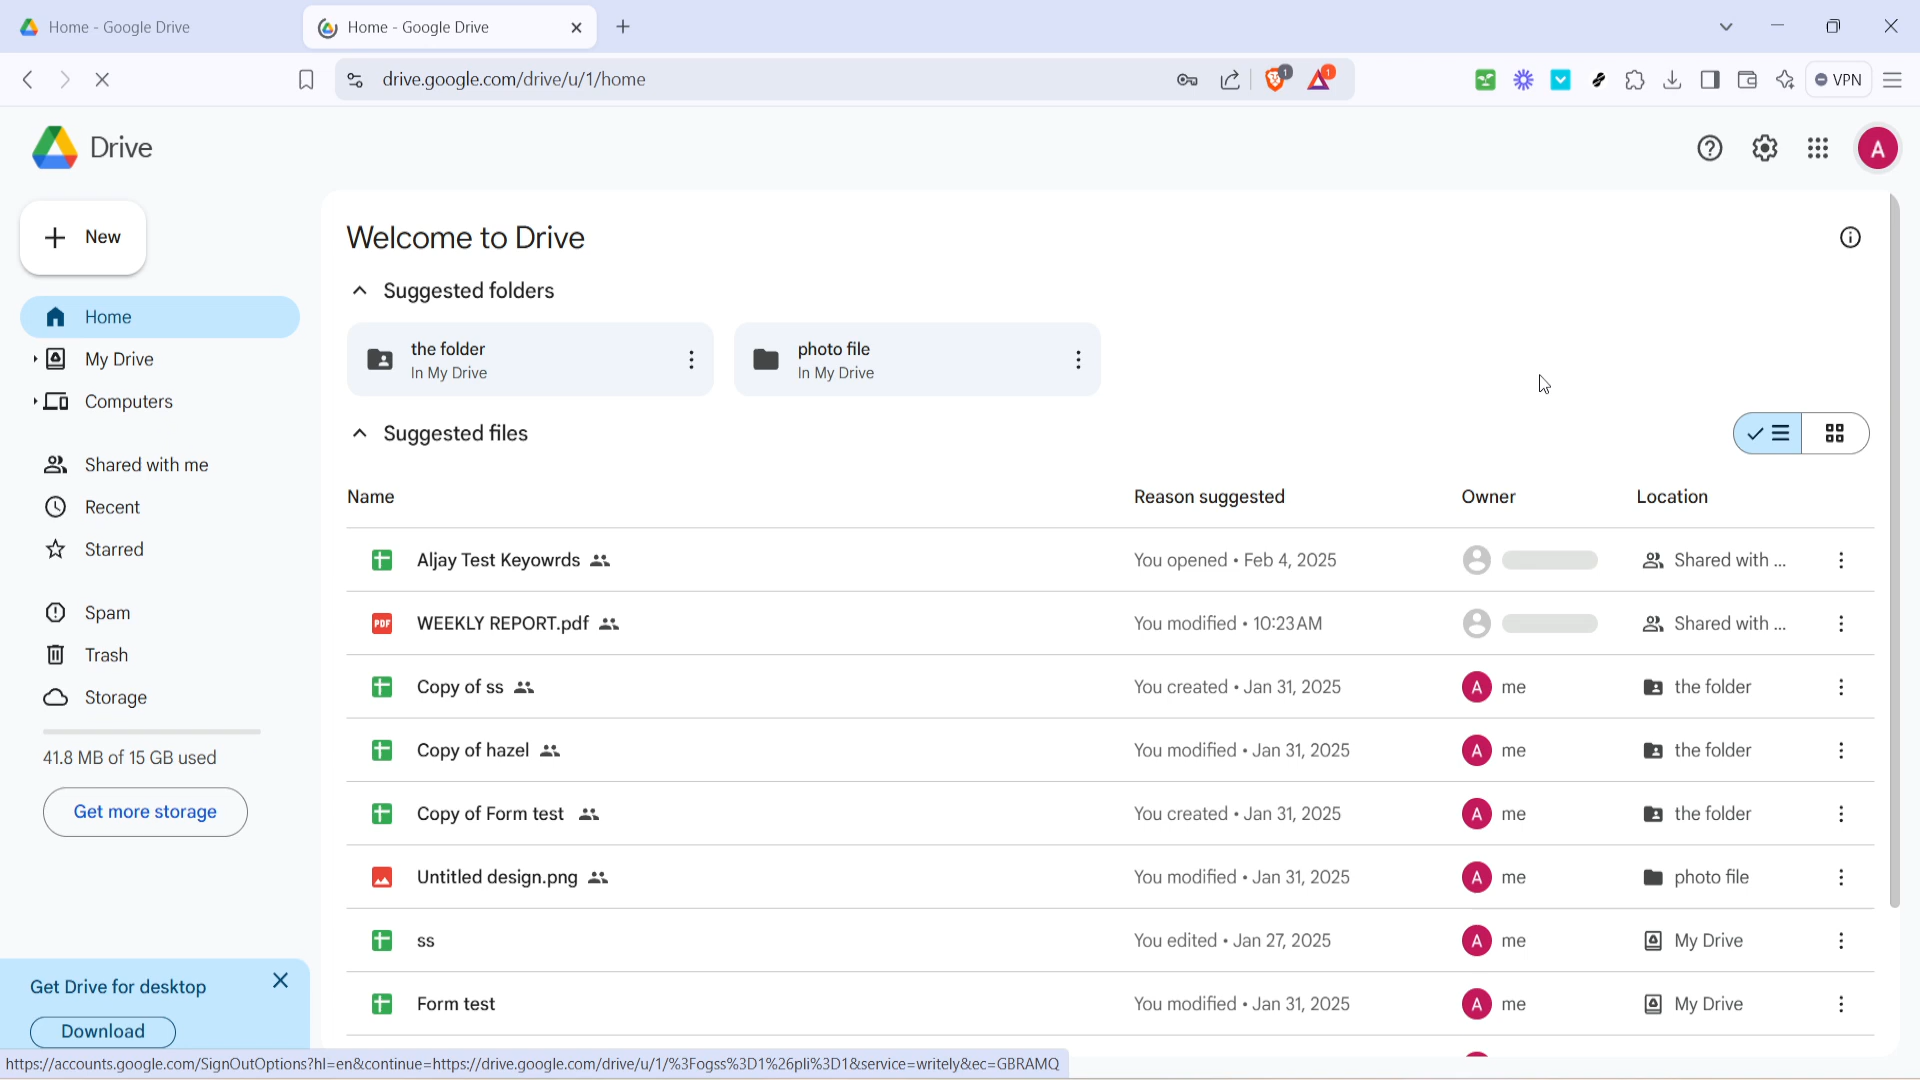 Home - Google Drive
Home - Google Drive
drive.google.com/drive/u/1/home
1
1
VPN
Drive
A
New
Welcome to Drive
Suggested folders
Home
the folder
In My Drive
photo file
In My Drive
My Drive
Computers
Suggested files
Shared with me
Recent
Starred
Name Reason suggested Owner Location
Aljay Test Keyowrds You opened • Feb 4, 2025 Shared with ...
PDF WEEKLY REPORT.pdf You modified • 10:23 AM Shared with ...
Copy of ss You created • Jan 31, 2025 A me the folder
Copy of hazel You modified • Jan 31, 2025 A me the folder
Copy of Form test You created • Jan 31, 2025 A me the folder
Untitled design.png You modified • Jan 31, 2025 A me photo file
ss You edited • Jan 27, 2025 A me My Drive
Form test You modified • Jan 31, 2025 A me My Drive
Spam
Trash
Storage
41.8 MB of 15 GB used
Get more storage
Get Drive for desktop
Download
https://accounts.google.com/SignOutOptions?hl=en&continue=https://drive.google.com/drive/u/1/%3Fogss%3D1%26pli%3D1&service=writely&ec=GBRAMQ